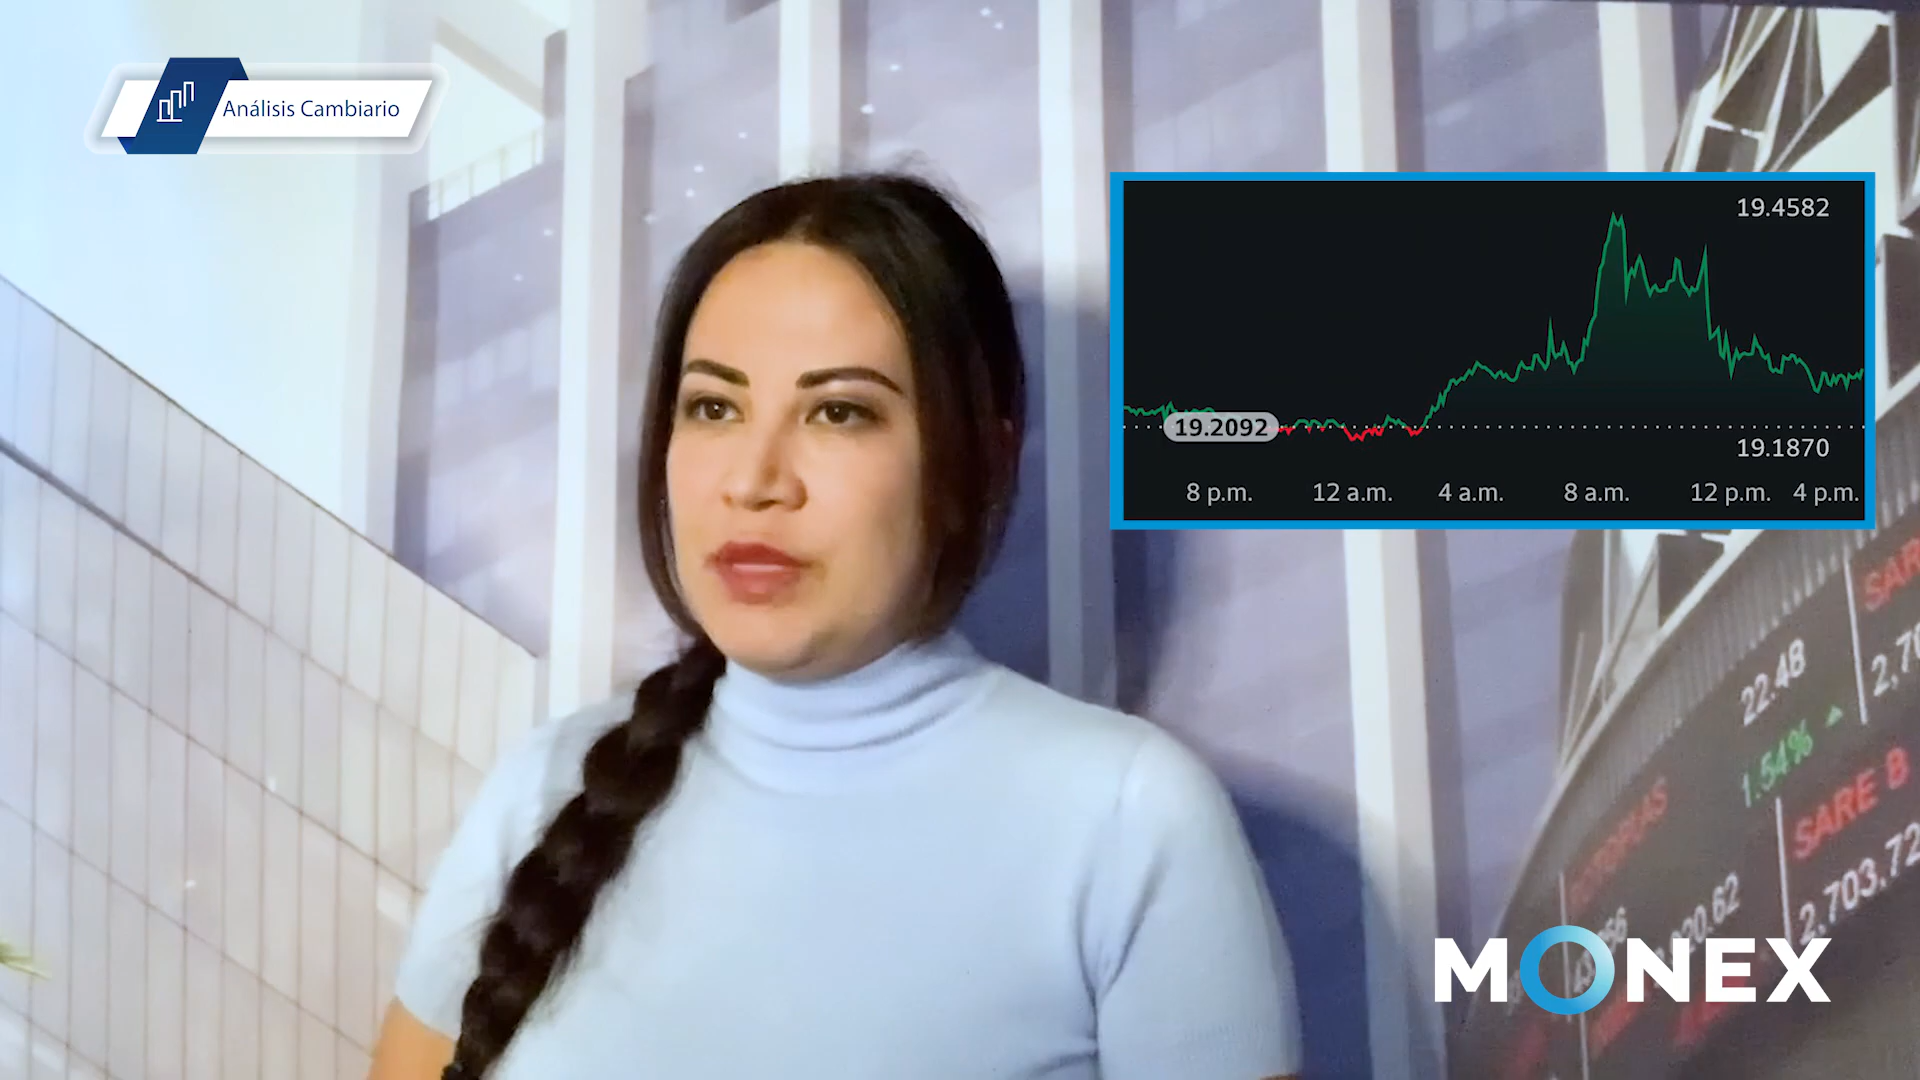 Análisis Cambiario
19.4582
19.2092
19.1870
8 p.m. 12 a.m. 4 a.m. 8 a.m. 12 p.m. 4 p.m.
22.48
1.54%
SARE B
2,703.72
MONEX